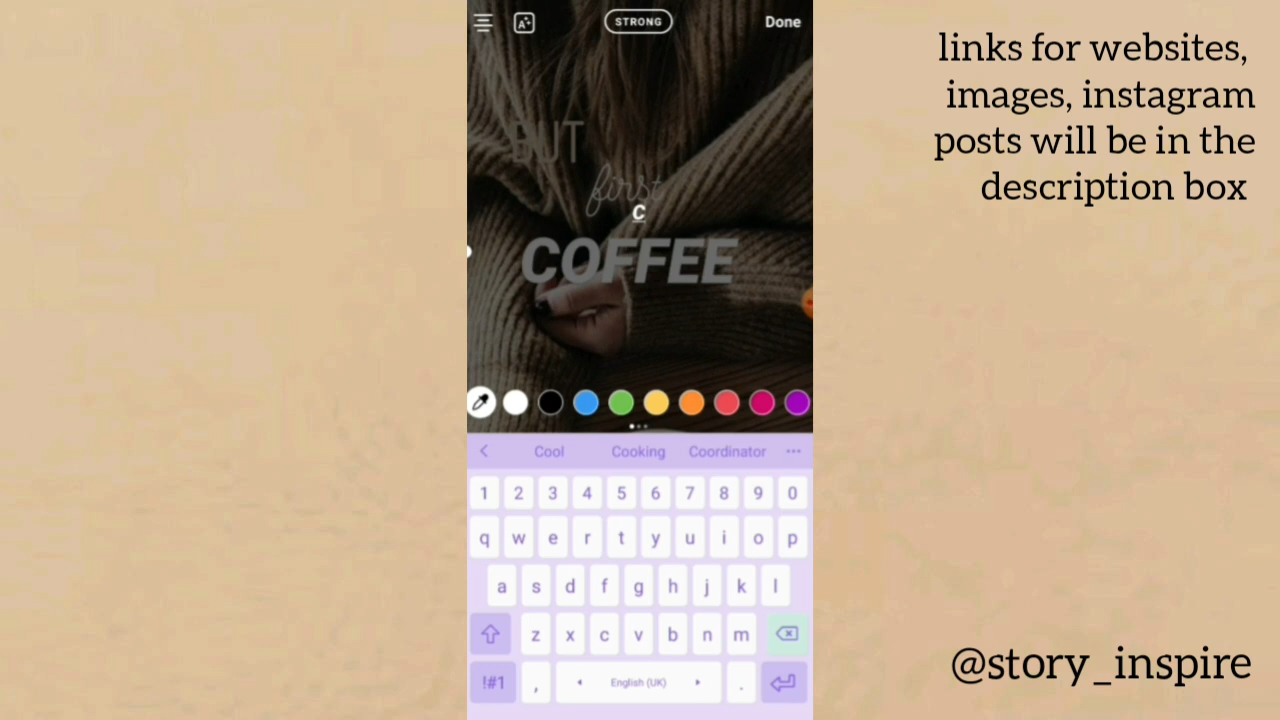 STRONG
Done
BUT
first
C
COFFEE
links for websites,
images, instagram
posts will be in the
description box
Cool Cooking Coordinator
1 2 3 4 5 6 7 8 9 0
q w e r t y u i o p
a s d f g h j k l
z x c v b n m
!#1 , English (UK) .
@story_inspire